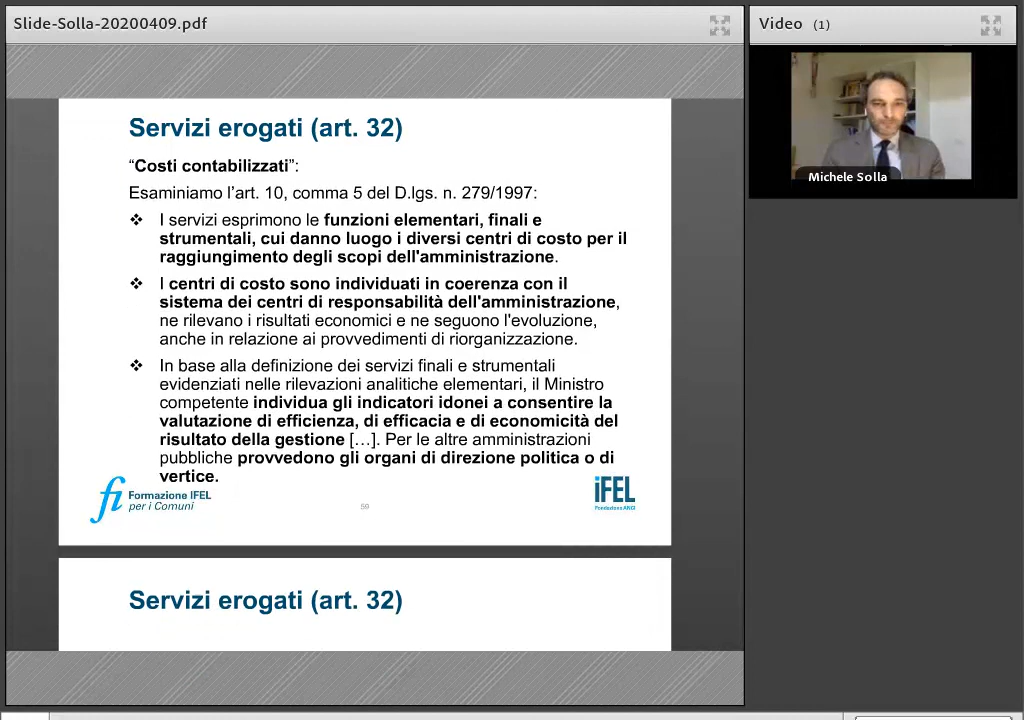 Slide-Solla-20200409.pdf
Video (1)
Michele Solla
Servizi erogati (art. 32)
“Costi contabilizzati”:
Esaminiamo l’art. 10, comma 5 del D.lgs. n. 279/1997:
❖ I servizi esprimono le funzioni elementari, finali e
strumentali, cui danno luogo i diversi centri di costo per il
raggiungimento degli scopi dell'amministrazione.
❖ I centri di costo sono individuati in coerenza con il
sistema dei centri di responsabilità dell'amministrazione,
ne rilevano i risultati economici e ne seguono l'evoluzione,
anche in relazione ai provvedimenti di riorganizzazione.
❖ In base alla definizione dei servizi finali e strumentali
evidenziati nelle rilevazioni analitiche elementari, il Ministro
competente individua gli indicatori idonei a consentire la
valutazione di efficienza, di efficacia e di economicità del
risultato della gestione […]. Per le altre amministrazioni
pubbliche provvedono gli organi di direzione politica o di
vertice.
fi Formazione IFEL
per i Comuni
59
iFEL
Fondazione ANCI
Servizi erogati (art. 32)